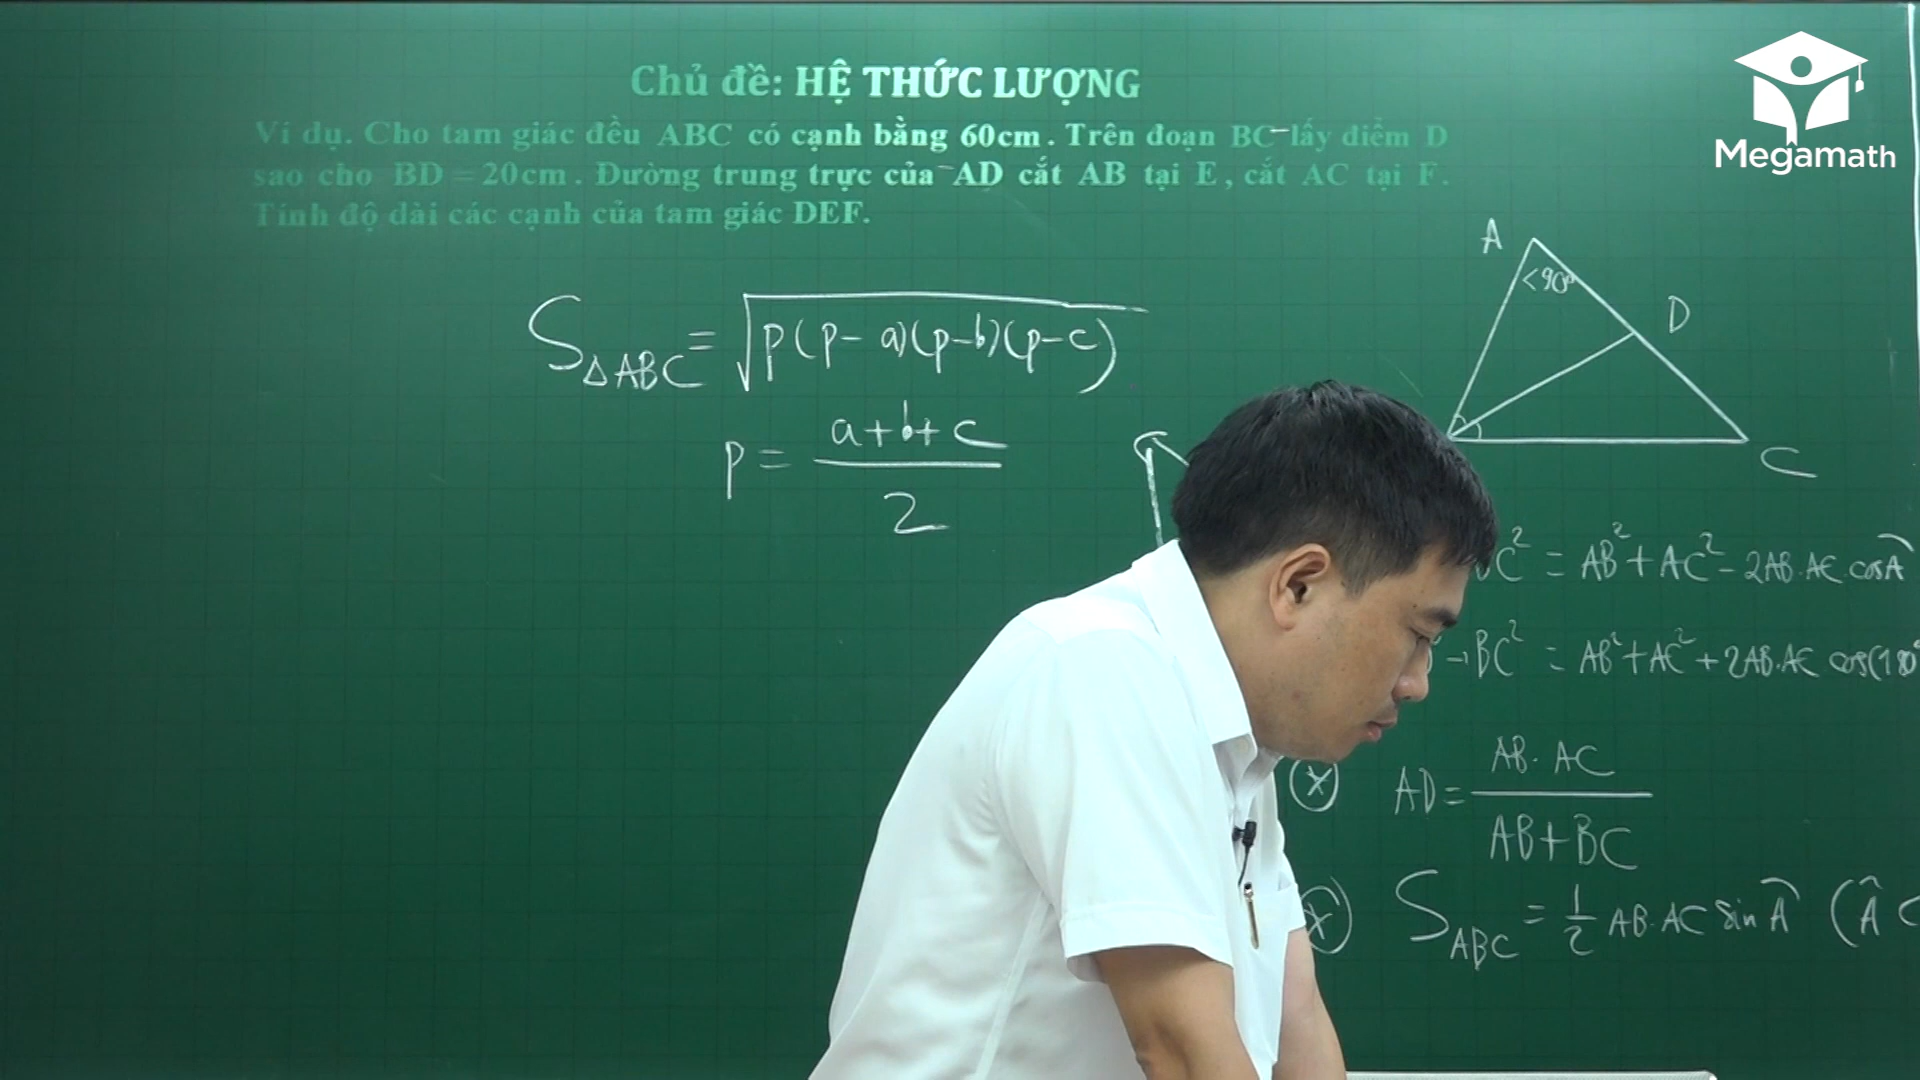 Megamath
Chủ đề: HỆ THỨC LƯỢNG
Ví dụ. Cho tam giác đều ABC có cạnh bằng 60cm. Trên đoạn BC lấy điểm D
sao cho BD = 20cm. Đường trung trực của AD cắt AB tại E, cắt AC tại F.
Tính độ dài các cạnh của tam giác DEF.
S△ABC = √p(p-a)(p-b)(p-c)
p = a+b+c / 2
A
<90°
D
C
C² = AB² + AC² - 2AB.AC.cosA
→BC² = AB² + AC² + 2AB.AC cos(180°
AD = AB.AC / AB+BC
S ABC = 1/2 AB.AC sin A (Â <